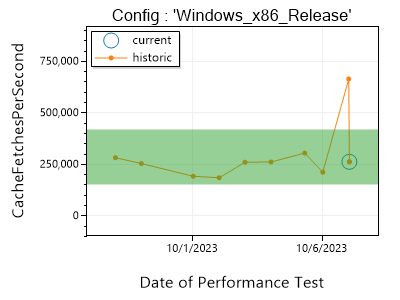 Config : 'Windows_x86_Release'
current
historic
CacheFetchesPerSecond
750,000
500,000
250,000
0
10/1/2023
10/6/2023
Date of Performance Test